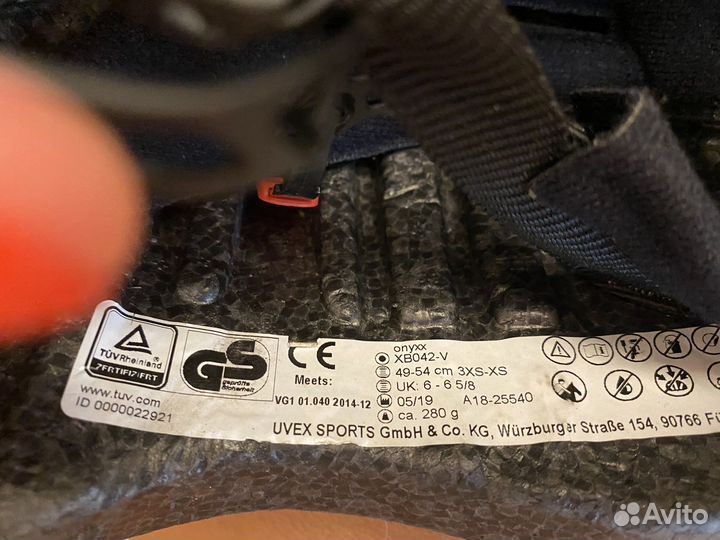 TÜVRheinland
ZERTIFIZIERT
www.tuv.com
ID 0000022921
GS
geprüfte
Sicherheit
CE
Meets:
VG1 01.040 2014-12
onyxx
XB042-V
49-54 cm 3XS-XS
UK: 6 - 6 5/8
05/19 A18-25540
ca. 280 g
UVEX SPORTS GmbH & Co. KG, Würzburger Straße 154, 90766
Avito